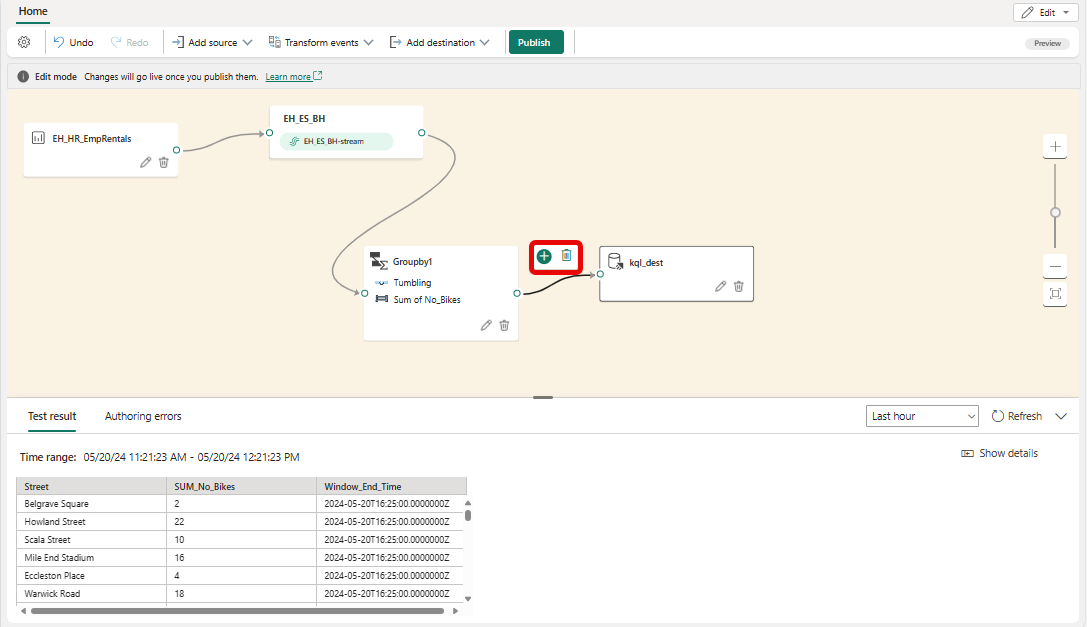 Home
Edit
Undo
Redo
Add source
Transform events
Add destination
Publish
Preview
Edit mode Changes will go live once you publish them. Learn more
EH_HR_EmpRentals
EH_ES_BH
EH_ES_BH-stream
Groupby1
Tumbling
Sum of No_Bikes
kql_dest
Test result
Authoring errors
Last hour
Refresh
Time range: 05/20/24 11:21:23 AM - 05/20/24 12:21:23 PM
Show details
Street SUM_No_Bikes Window_End_Time
Belgrave Square 2 2024-05-20T16:25:00.0000000Z
Howland Street 22 2024-05-20T16:25:00.0000000Z
Scala Street 10 2024-05-20T16:25:00.0000000Z
Mile End Stadium 16 2024-05-20T16:25:00.0000000Z
Eccleston Place 4 2024-05-20T16:25:00.0000000Z
Warwick Road 18 2024-05-20T16:25:00.0000000Z